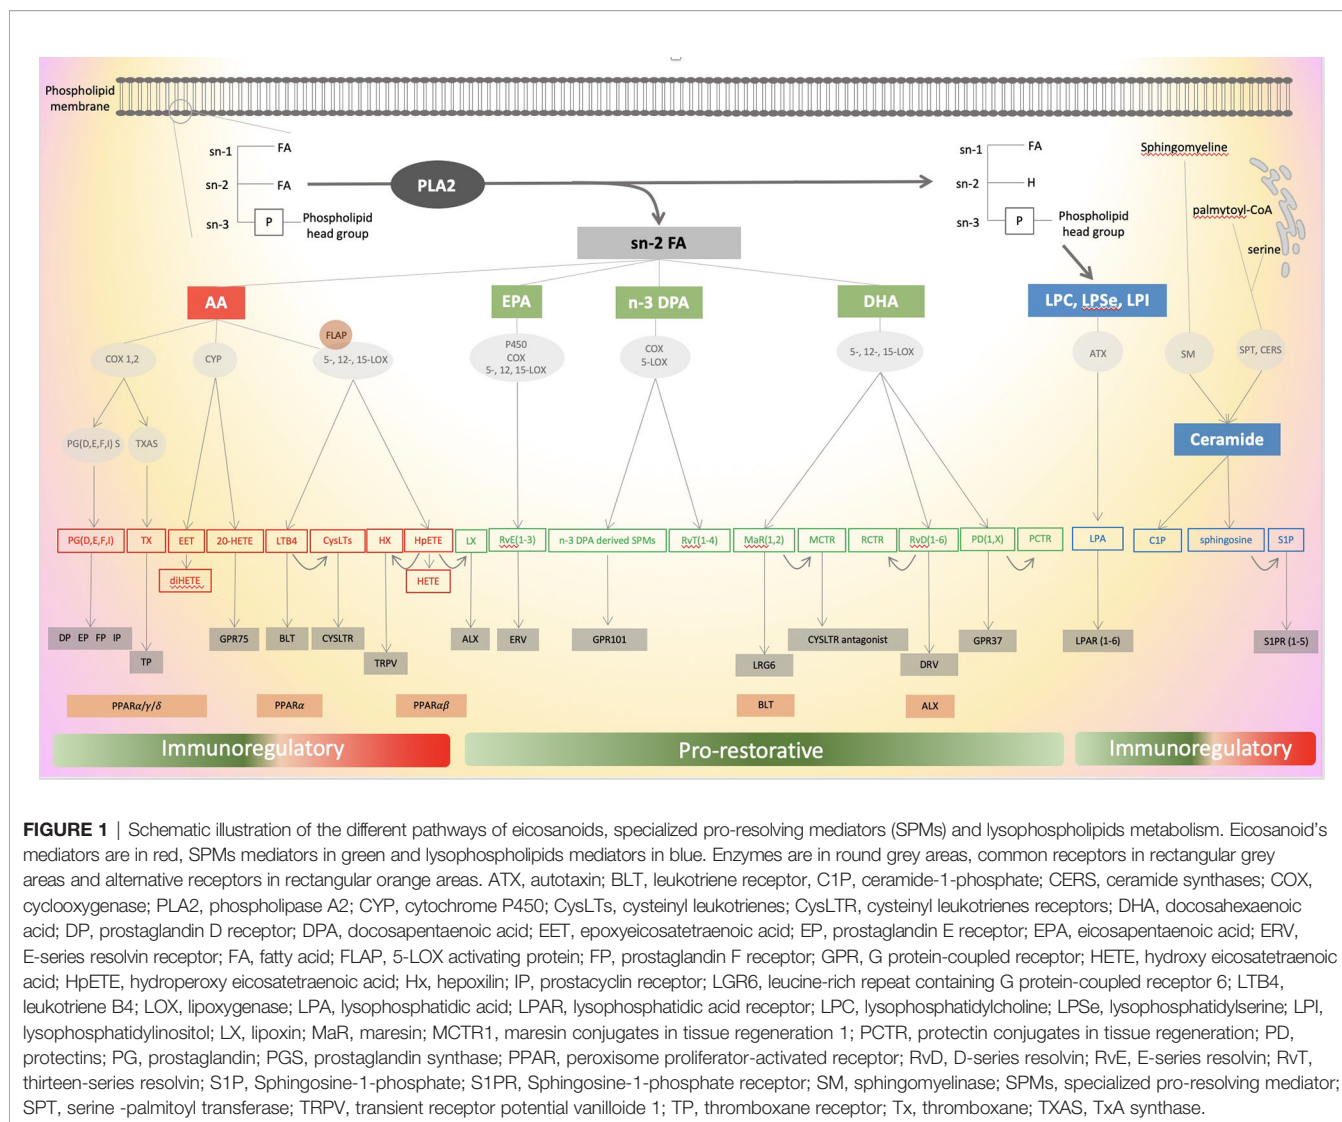 Phospholipid
membrane
sn-1
FA
sn-2
FA
sn-3
P
Phospholipid
head group
PLA2
sn-1
FA
sn-2
H
sn-3
P
Phospholipid
head group
Sphingomyeline
palmytoyl-CoA
serine
sn-2 FA
AA
EPA
n-3 DPA
DHA
LPC, LPSe, LPI
FLAP
COX 1,2
CYP
5-, 12-, 15-LOX
P450
COX
5-, 12, 15-LOX
COX
5-LOX
5-, 12-, 15-LOX
ATX
SM
SPT, CERS
PG(D,E,F,I) S
TXAS
Ceramide
PG(D,E,F,I)
TX
EET
20-HETE
LTB4
CysLTs
HX
HpETE
LX
RvE(1-3)
n-3 DPA derived SPMs
RvT(1-4)
MaR(1,2)
MCTR
RCTR
RvD(1-6)
PD(1,X)
PCTR
LPA
C1P
sphingosine
S1P
diHETE
HETE
DP EP FP IP
TP
GPR75
BLT
CYSLTR
TRPV
ALX
ERV
GPR101
LRG6
CYSLTR antagonist
DRV
GPR37
LPAR (1-6)
S1PR (1-5)
PPARα/γ/δ
PPARα
PPARαβ
BLT
ALX
Immunoregulatory
Pro-restorative
Immunoregulatory
FIGURE 1 | Schematic illustration of the different pathways of eicosanoids, specialized pro-resolving mediators (SPMs) and lysophospholipids metabolism. Eicosanoid's
mediators are in red, SPMs mediators in green and lysophospholipids mediators in blue. Enzymes are in round grey areas, common receptors in rectangular grey
areas and alternative receptors in rectangular orange areas. ATX, autotaxin; BLT, leukotriene receptor, C1P, ceramide-1-phosphate; CERS, ceramide synthases; COX,
cyclooxygenase; PLA2, phospholipase A2; CYP, cytochrome P450; CysLTs, cysteinyl leukotrienes; CysLTR, cysteinyl leukotrienes receptors; DHA, docosahexaenoic
acid; DP, prostaglandin D receptor; DPA, docosapentaenoic acid; EET, epoxyeicosatetraenoic acid; EP, prostaglandin E receptor; EPA, eicosapentaenoic acid; ERV,
E-series resolvin receptor; FA, fatty acid; FLAP, 5-LOX activating protein; FP, prostaglandin F receptor; GPR, G protein-coupled receptor; HETE, hydroxy eicosatetraenoic
acid; HpETE, hydroperoxy eicosatetraenoic acid; Hx, hepoxilin; IP, prostacyclin receptor; LGR6, leucine-rich repeat containing G protein-coupled receptor 6; LTB4,
leukotriene B4; LOX, lipoxygenase; LPA, lysophosphatidic acid; LPAR, lysophosphatidic acid receptor; LPC, lysophosphatidylcholine; LPSe, lysophosphatidylserine; LPI,
lysophosphatidylinositol; LX, lipoxin; MaR, maresin; MCTR1, maresin conjugates in tissue regeneration 1; PCTR, protectin conjugates in tissue regeneration; PD,
protectins; PG, prostaglandin; PGS, prostaglandin synthase; PPAR, peroxisome proliferator-activated receptor; RvD, D-series resolvin; RvE, E-series resolvin; RvT,
thirteen-series resolvin; S1P, Sphingosine-1-phosphate; S1PR, Sphingosine-1-phosphate receptor; SM, sphingomyelinase; SPMs, specialized pro-resolving mediator;
SPT, serine -palmitoyl transferase; TRPV, transient receptor potential vanilloide 1; TP, thromboxane receptor; Tx, thromboxane; TXAS, TxA synthase.